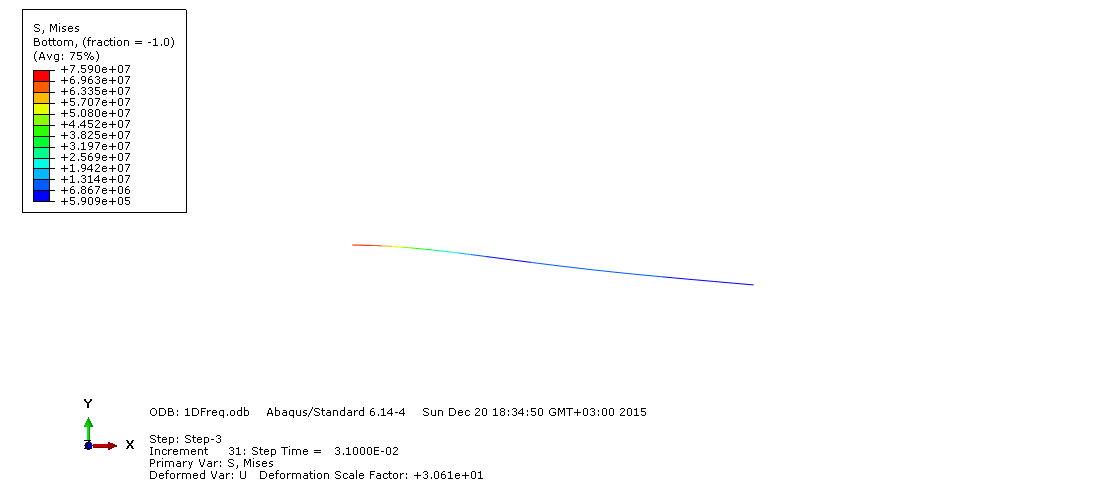 S, Mises
Bottom, (fraction = -1.0)
(Avg: 75%)
+7.590e+07
+6.963e+07
+6.335e+07
+5.707e+07
+5.080e+07
+4.452e+07
+3.825e+07
+3.197e+07
+2.569e+07
+1.942e+07
+1.314e+07
+6.867e+06
+5.909e+05
Y
X
ODB: 1DFreq.odb    Abaqus/Standard 6.14-4    Sun Dec 20 18:34:50 GMT+03:00 2015
Step: Step-3
Increment     31: Step Time =   3.1000E-02
Primary Var: S, Mises
Deformed Var: U   Deformation Scale Factor: +3.061e+01